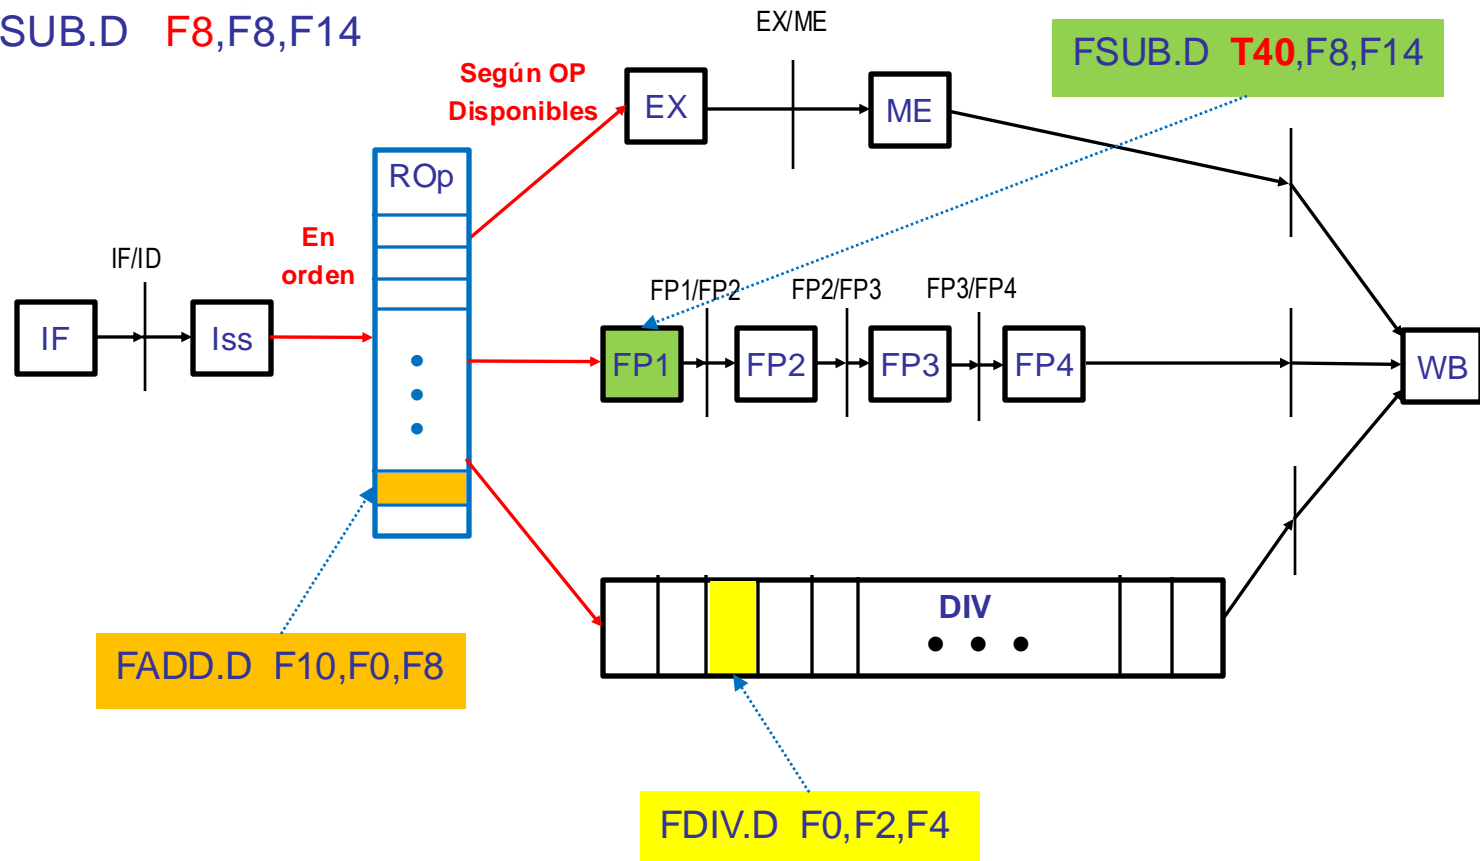 SUB.D F8,F8,F14
EX/ME
FSUB.D T40,F8,F14
Según OP
Disponibles
EX
ME
ROp
En
orden
IF/ID
FP1/FP2
FP2/FP3
FP3/FP4
IF
Iss
FP1
FP2
FP3
FP4
WB
DIV
FADD.D F10,F0,F8
FDIV.D F0,F2,F4